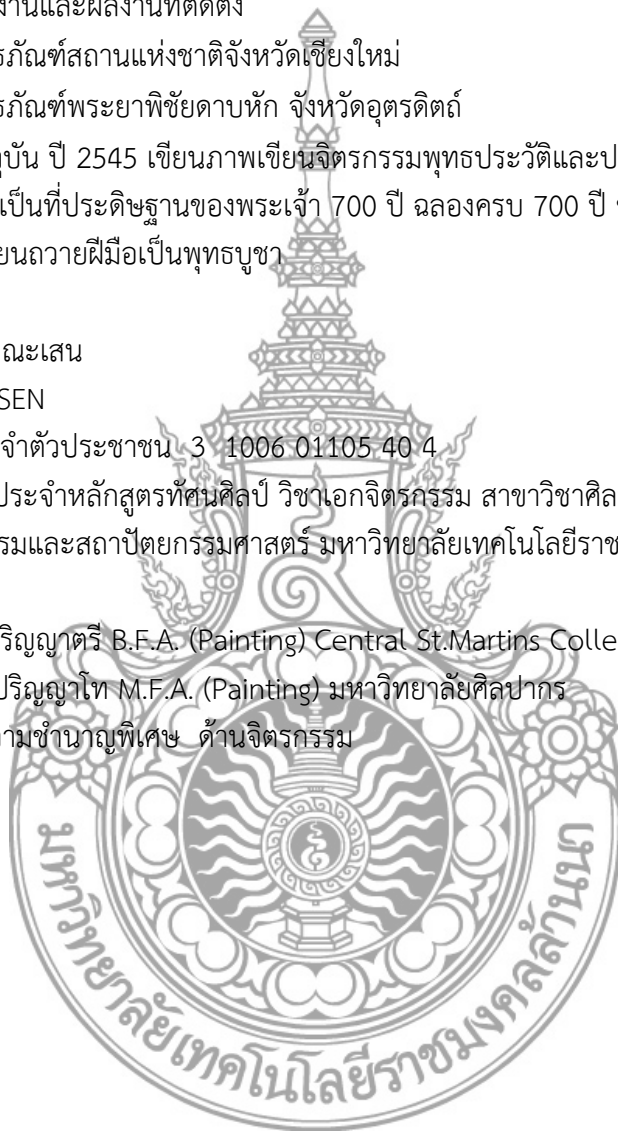 งานและผลงานที่ติดตั้ง
ธภัณฑ์สถานแห่งชาติจังหวัดเชียงใหม่
ธภัณฑ์พระยาพิชัยดาบหัก จังหวัดอุตรดิตถ์
บัน ปี 2545 เขียนภาพเขียนจิตรกรรมพุทธประวัติและป
เป็นที่ประดิษฐานของพระเจ้า 700 ปี ฉลองครบ 700 ปี
ยนถวายฝีมือเป็นพุทธบูชา
ณะเสน
SEN
จำตัวประชาชน 3 1006 01105 40 4
ประจำหลักสูตรทัศนศิลป์ วิชาเอกจิตรกรรม สาขาวิชาศิล
รมและสถาปัตยกรรมศาสตร์ มหาวิทยาลัยเทคโนโลยีราช
ริญญาตรี B.F.A. (Painting) Central St.Martins Colle
ปริญญาโท M.F.A. (Painting) มหาวิทยาลัยศิลปากร
ามชำนาญพิเศษ ด้านจิตรกรรม
มหาวิทยาลัยเทคโนโลยีราชมงคลล้านนา